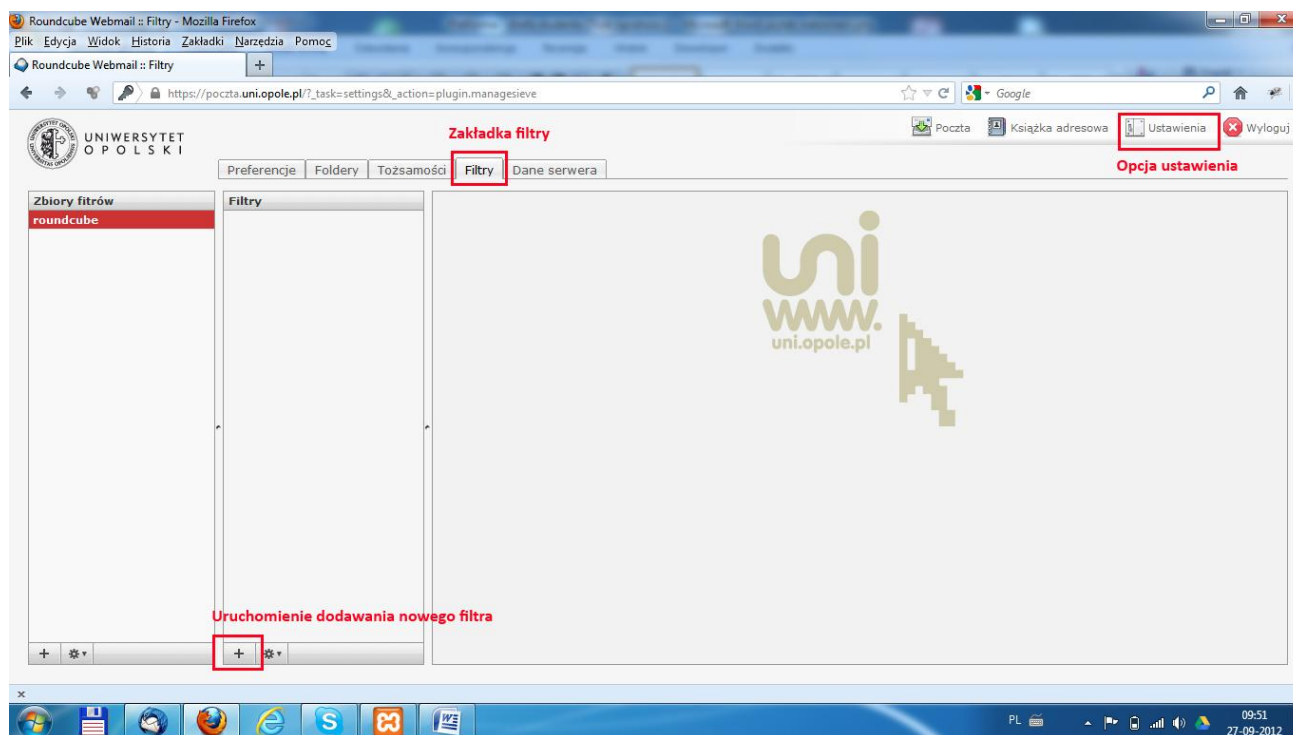 Roundcube Webmail :: Filtry - Mozilla Firefox
Plik Edycja Widok Historia Zakładki Narzędzia Pomoc
Roundcube Webmail :: Filtry +
https://poczta.uni.opole.pl/?_task=settings&_action=plugin.managesieve
Google
UNIWERSYTET
OPOLSKI
Zakładka filtry
Poczta Książka adresowa Ustawienia Wyloguj
Opcja ustawienia
Preferencje Foldery Tożsamości Filtry Dane serwera
Zbiory fitrów Filtry
roundcube
uni
www.
uni.opole.pl
Uruchomienie dodawania nowego filtra
+ +
x
PL
09:51
27-09-2012